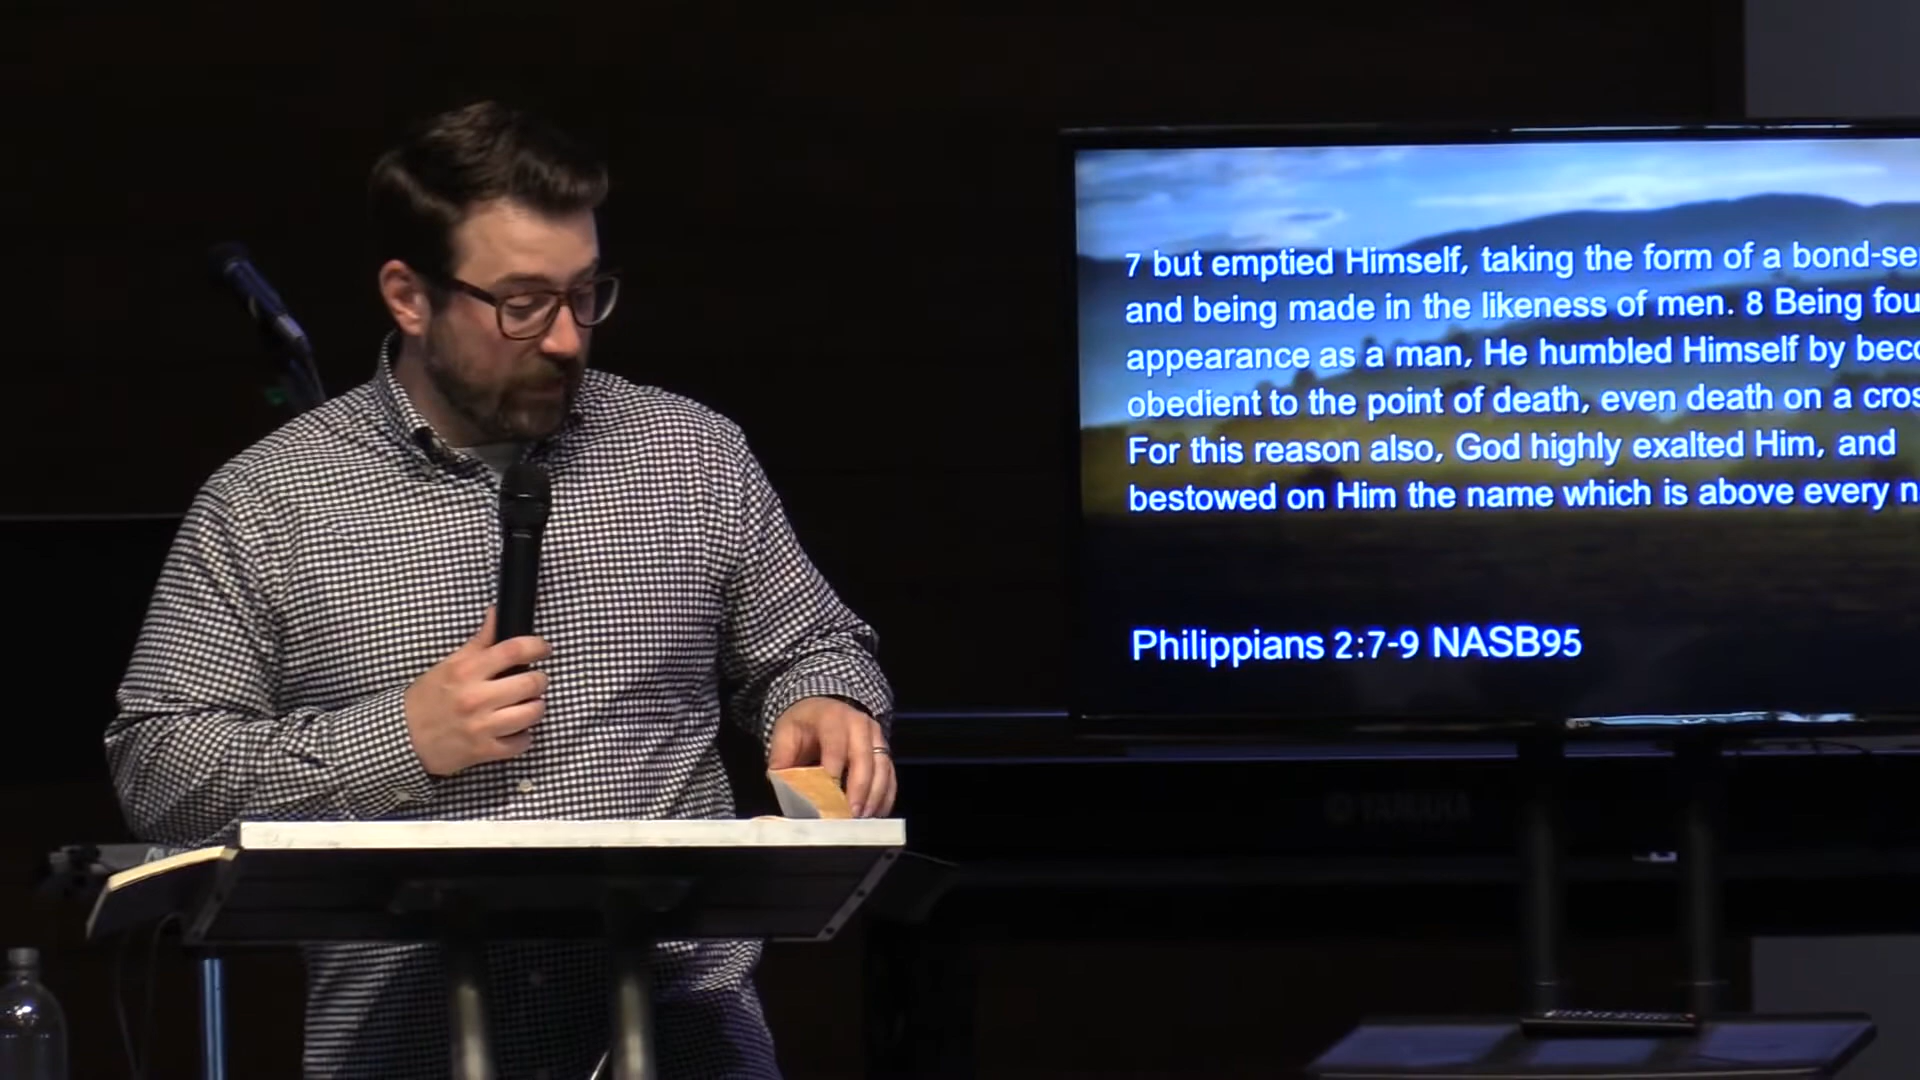 7 but emptied Himself, taking the form of a bond-se
and being made in the likeness of men. 8 Being fou
appearance as a man, He humbled Himself by beco
obedient to the point of death, even death on a cros
For this reason also, God highly exalted Him, and
bestowed on Him the name which is above every n
Philippians 2:7-9 NASB95
YAMAHA